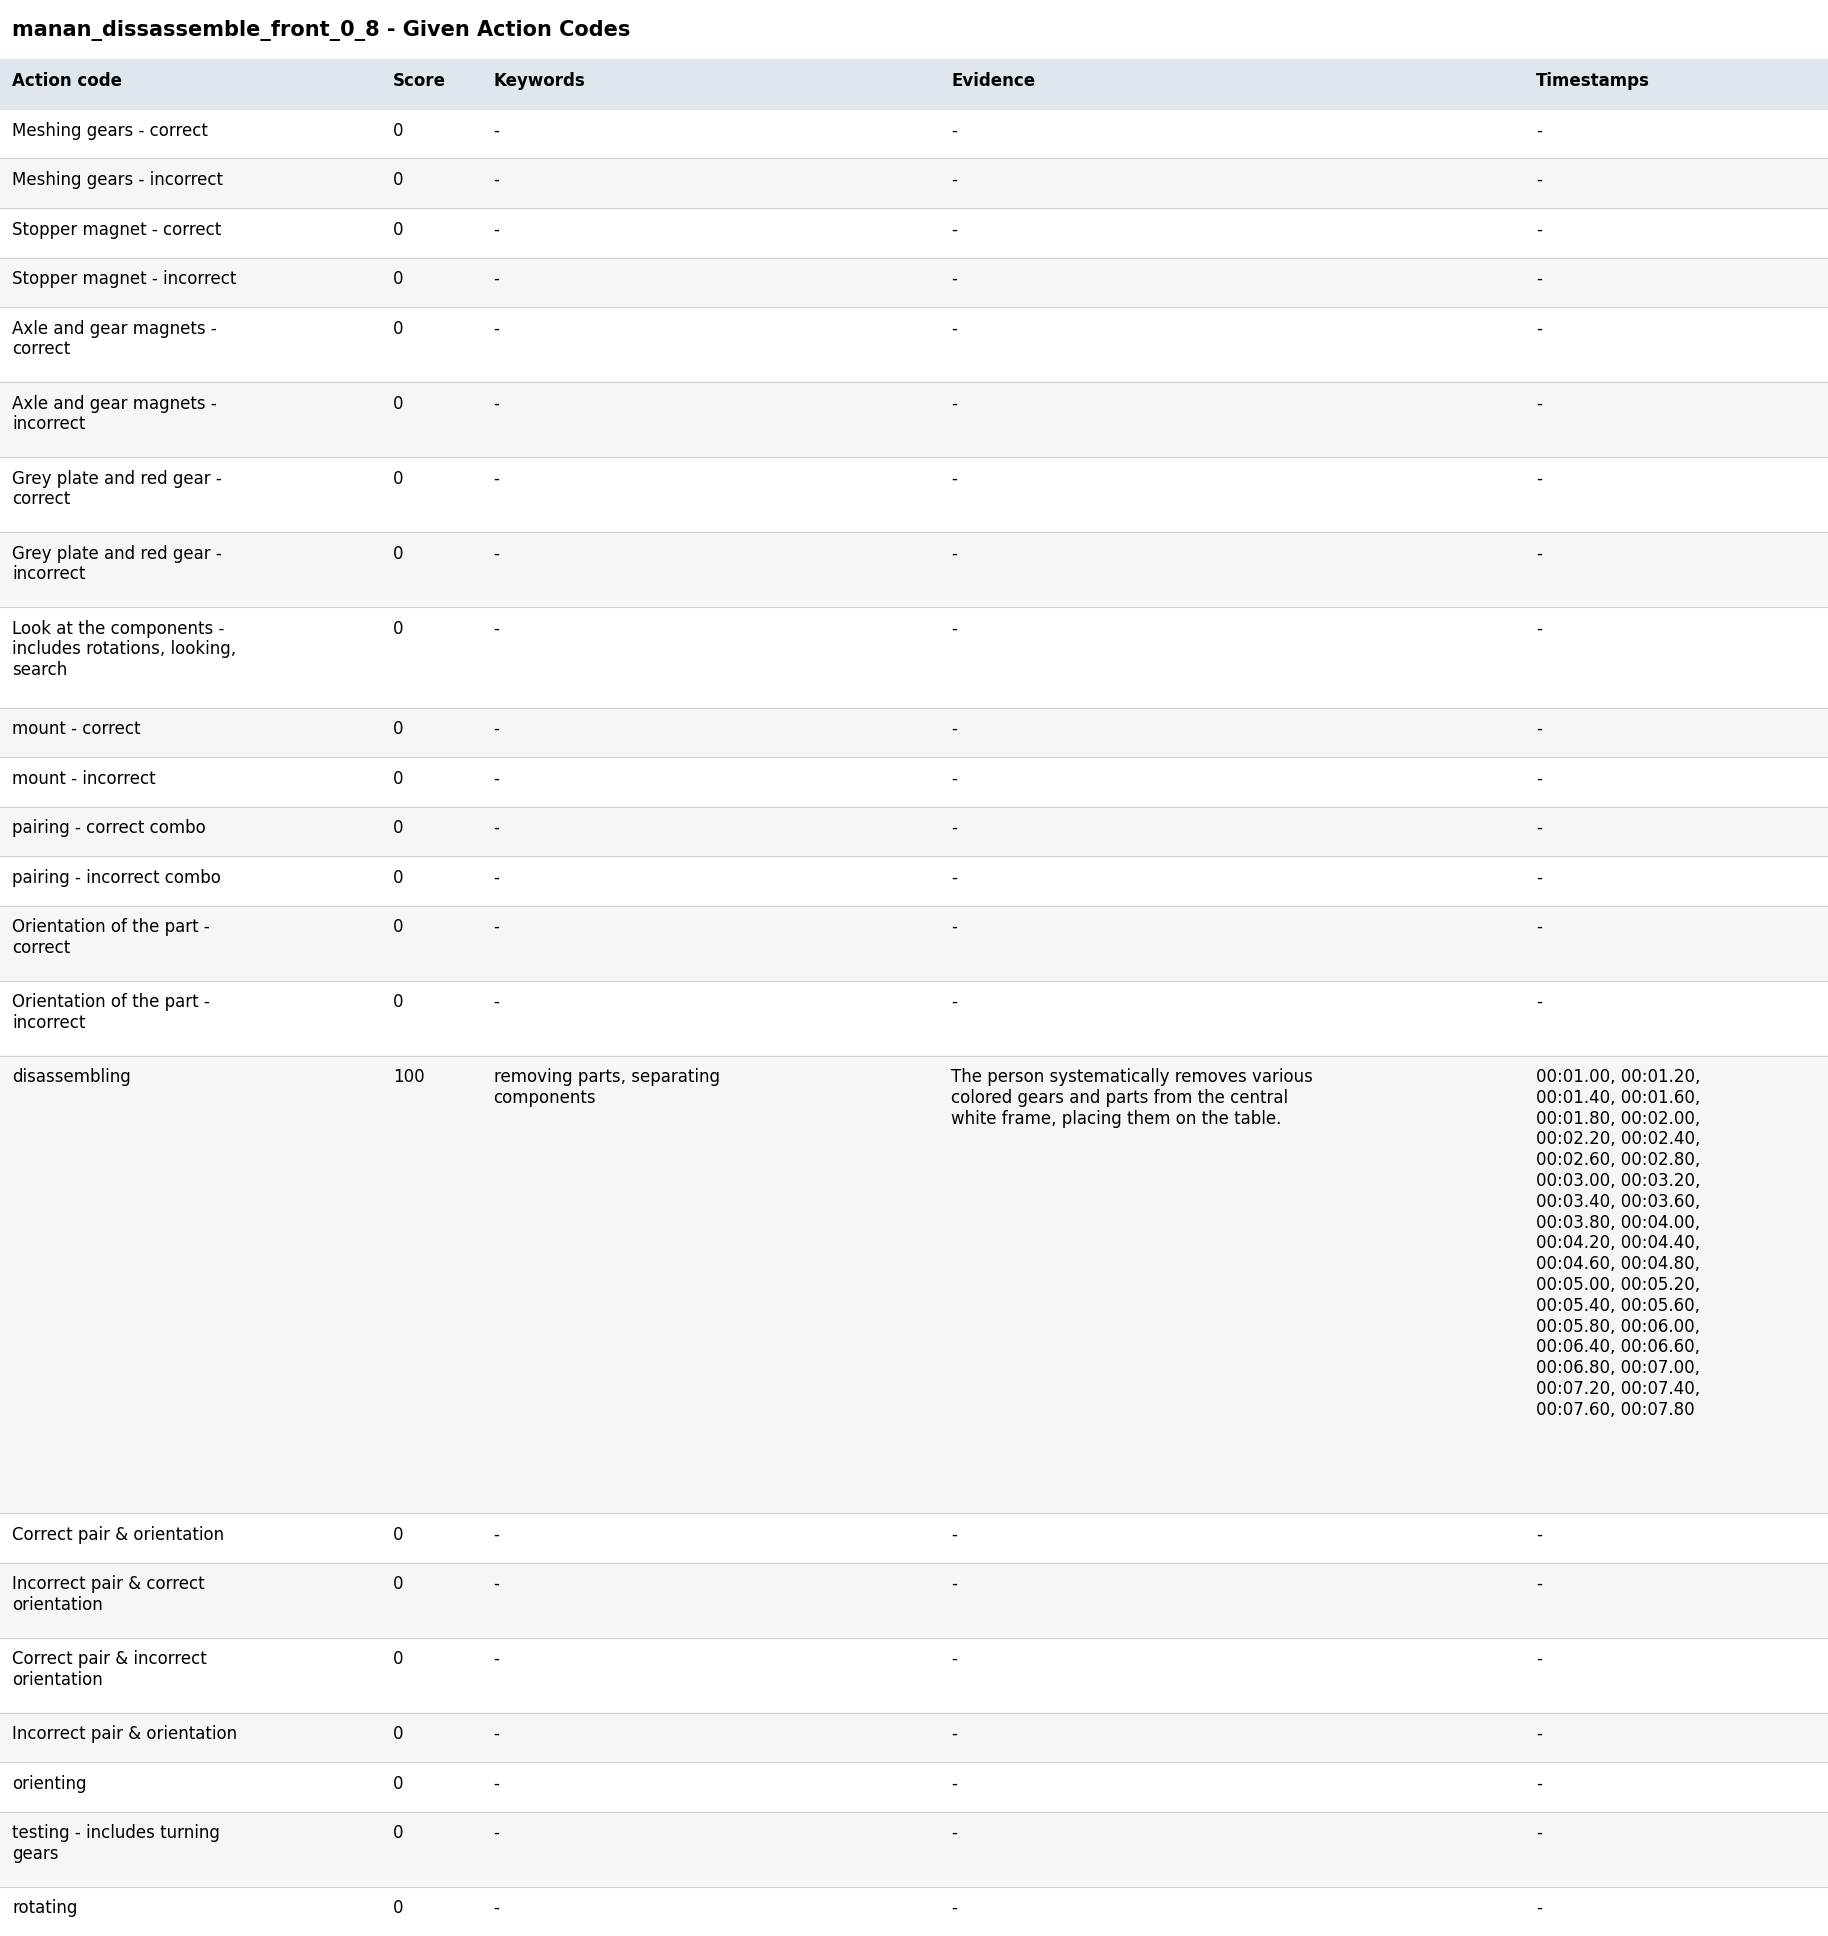 manan_dissassemble_front_0_8 - Given Action Codes
Action code Score Keywords Evidence Timestamps
Meshing gears - correct 0 - - -
Meshing gears - incorrect 0 - - -
Stopper magnet - correct 0 - - -
Stopper magnet - incorrect 0 - - -
Axle and gear magnets - 0 - - -
correct
Axle and gear magnets - 0 - - -
incorrect
Grey plate and red gear - 0 - - -
correct
Grey plate and red gear - 0 - - -
incorrect
Look at the components - 0 - - -
includes rotations, looking,
search
mount - correct 0 - - -
mount - incorrect 0 - - -
pairing - correct combo 0 - - -
pairing - incorrect combo 0 - - -
Orientation of the part - 0 - - -
correct
Orientation of the part - 0 - - -
incorrect
disassembling 100 removing parts, separating The person systematically removes various 00:01.00, 00:01.20,
components colored gears and parts from the central 00:01.40, 00:01.60,
white frame, placing them on the table. 00:01.80, 00:02.00,
00:02.20, 00:02.40,
00:02.60, 00:02.80,
00:03.00, 00:03.20,
00:03.40, 00:03.60,
00:03.80, 00:04.00,
00:04.20, 00:04.40,
00:04.60, 00:04.80,
00:05.00, 00:05.20,
00:05.40, 00:05.60,
00:05.80, 00:06.00,
00:06.40, 00:06.60,
00:06.80, 00:07.00,
00:07.20, 00:07.40,
00:07.60, 00:07.80
Correct pair & orientation 0 - - -
Incorrect pair & correct 0 - - -
orientation
Correct pair & incorrect 0 - - -
orientation
Incorrect pair & orientation 0 - - -
orienting 0 - - -
testing - includes turning 0 - - -
gears
rotating 0 - - -